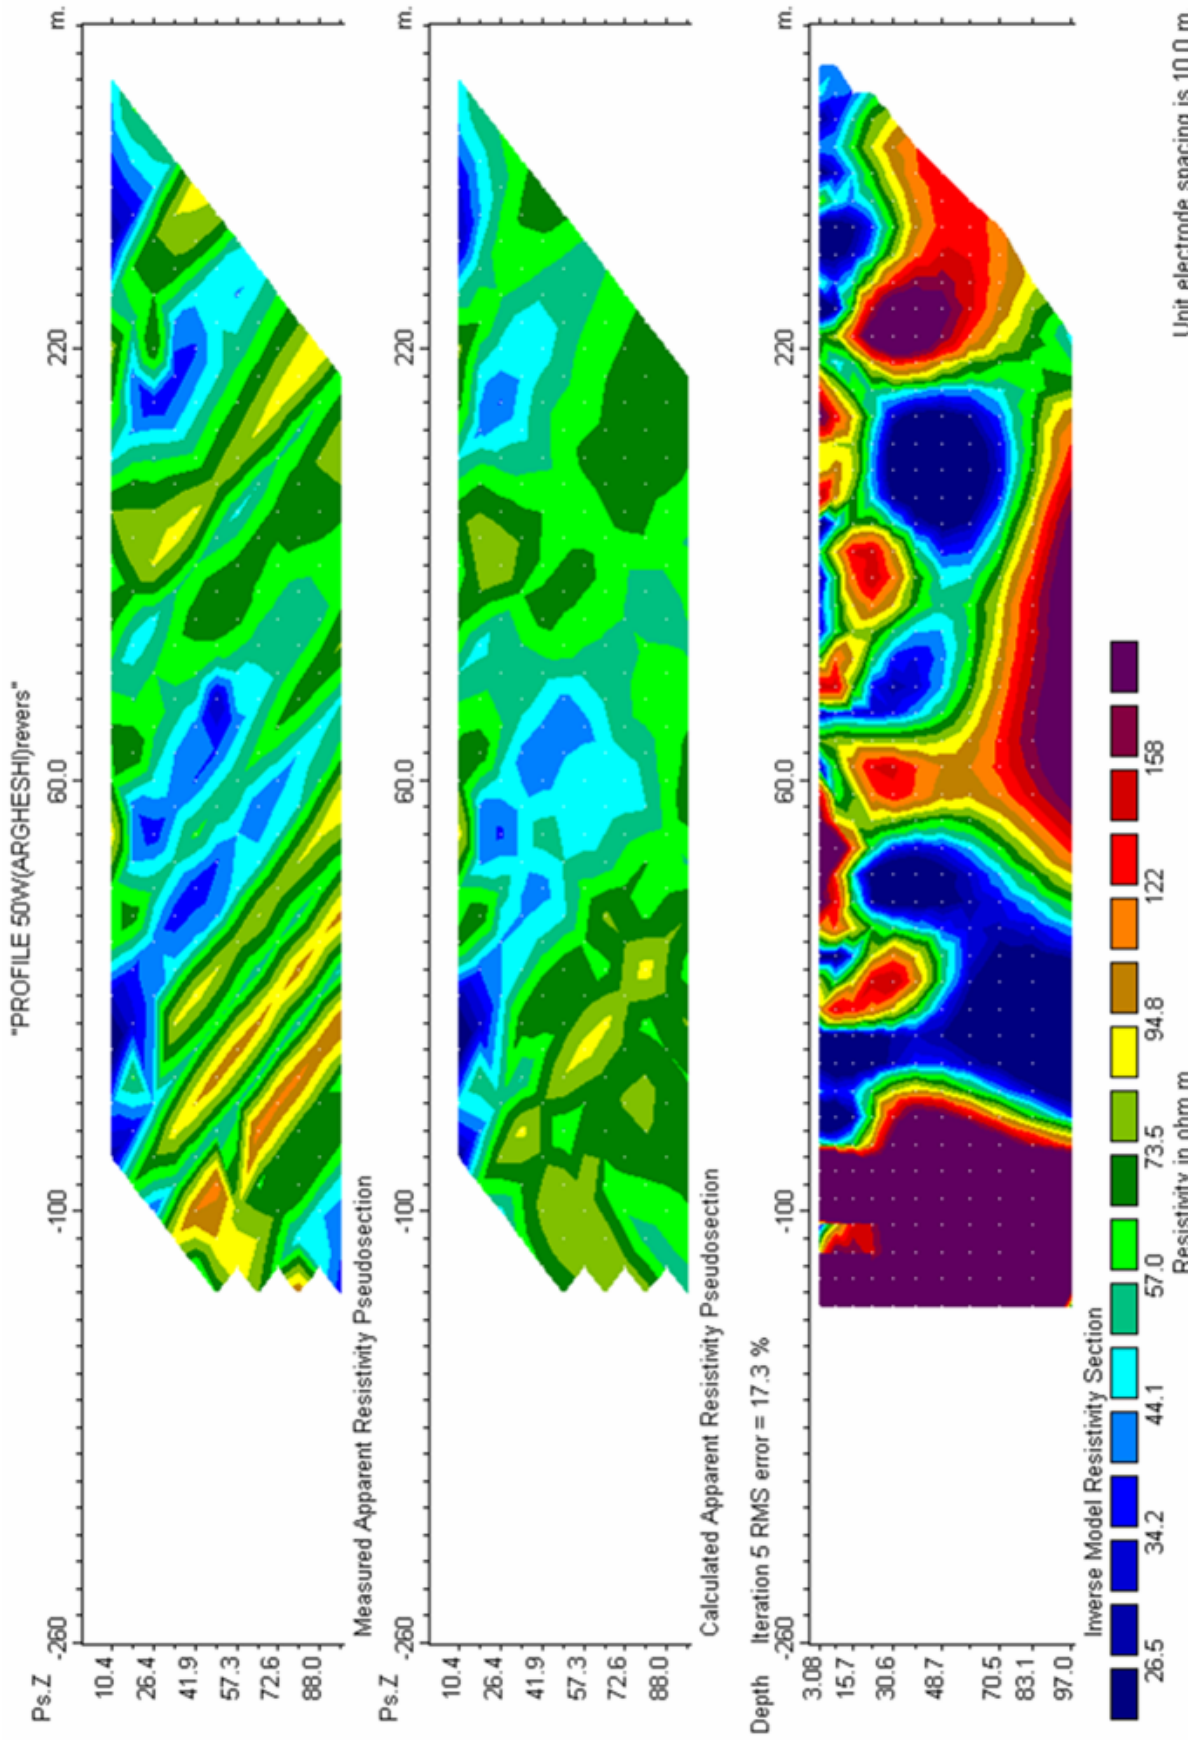 "PROFILE 50W(ARGHESHI)revers"
Ps.Z -260 -100 60.0 220 m.
10.4
26.4
41.9
57.3
72.6
88.0
Measured Apparent Resistivity Pseudosection
Ps.Z -260 -100 60.0 220 m.
10.4
26.4
41.9
57.3
72.6
88.0
Calculated Apparent Resistivity Pseudosection
Depth Iteration 5 RMS error = 17.3 %
-260 -100 60.0 220 m.
3.08
15.7
30.6
48.7
70.5
83.1
97.0
Inverse Model Resistivity Section
26.5 34.2 44.1 57.0 73.5 94.8 122 158
Resistivity in ohm.m
Unit electrode spacing is 10.0 m